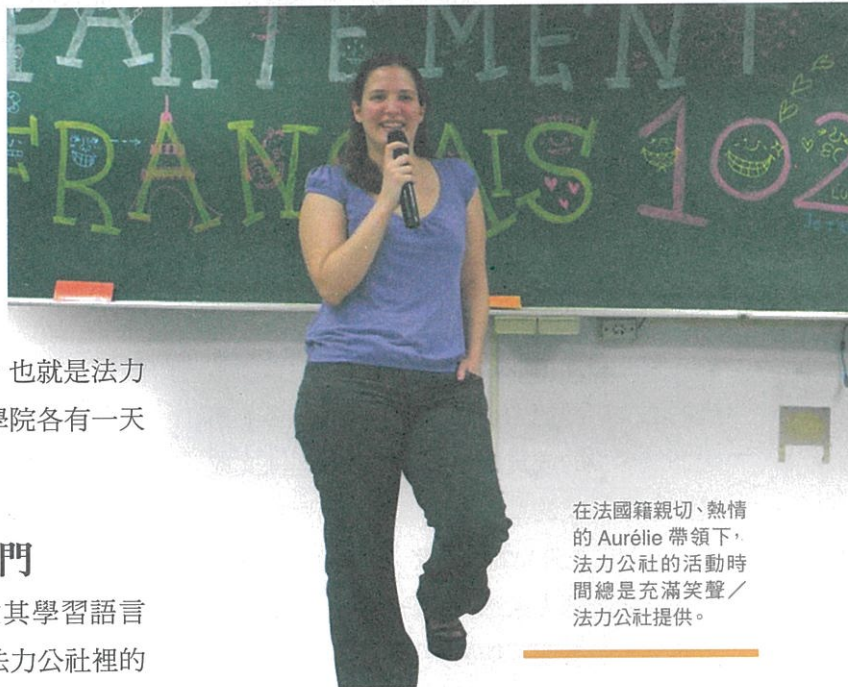 PARTEMENT
FRANÇAIS 102
，也就是法力
學院各有一天
門
其學習語言
法力公社裡的
在法國籍親切、熱情
的 Aurélie 帶領下，
法力公社的活動時
間總是充滿笑聲／
法力公社提供。